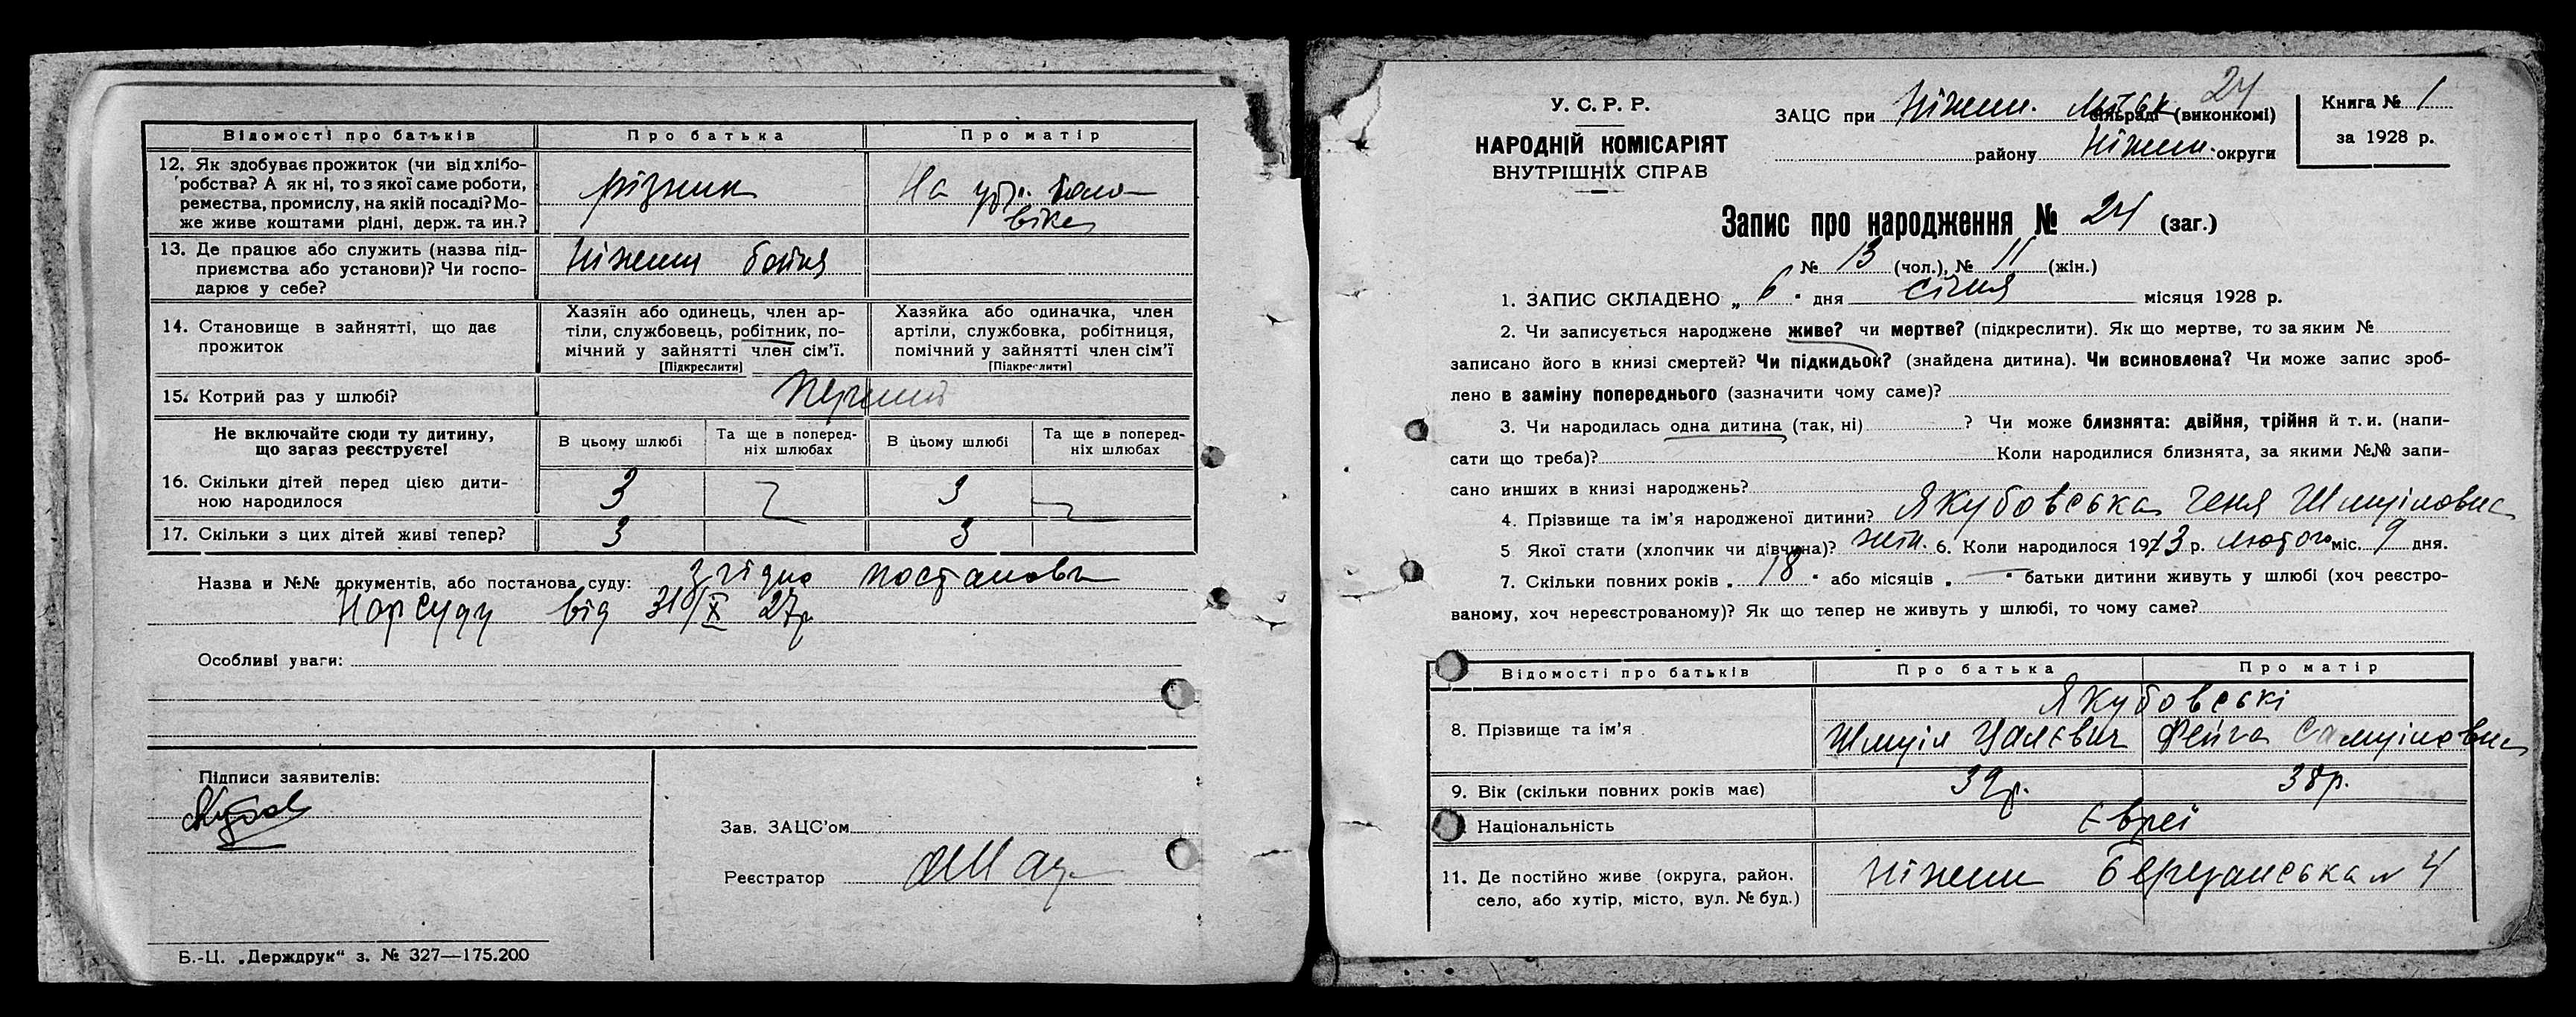 Відомості про батьків Про батька Про матір
12. Як здобуває прожиток (чи від хлібо- різник На утр. чоло-
робства? А як ні, то з якої саме роботи, віка
ремества, промислу, на якій посаді? Мо-
же живе коштами рідні, держ. та ин.?
13. Де працює або служить (назва під- Ніжин бойня
приємства або установи)? Чи госпо-
дарює у себе?
14. Становище в зайнятті, що дає
прожиток
Хазяїн або одинець, член ар-
тіли, службовець, робітник, по-
мічний у зайнятті член сім'ї.
[Підкреслити]
Хазяйка або одиначка, член
артіли, службовка, робітниця,
помічний у зайнятті член сім'ї
[Підкреслити]
15. Котрий раз у шлюбі? перший
Не включайте сюди ту дитину,
що зараз реєструєте!
В цьому шлюбі
Та ще в поперед-
ніх шлюбах
В цьому шлюбі
Та ще в поперед-
ніх шлюбах
16. Скільки дітей перед цією дити- 3 3
ною народилося
17. Скільки з цих дітей живі тепер? 3 3
Назва и №№ документів, або постанова суду: згідно постанови
Нарсуду від 31/X 27р
Особливі уваги:
Підписи заявителів:
Зав. ЗАЦС'ом
Реєстратор
Б.-Ц. „Держдрук“ з. № 327—175.200
24
У. С. Р. Р.
НАРОДНІЙ КОМІСАРІЯТ
ВНУТРІШНІХ СПРАВ
ЗАЦС при Ніжин. сільраді (виконкомі)
району Ніжин. округи
Книга № 1
за 1928 р.
Запис про народження № 24 (заг.)
№ 13 (чол.), № 11 (жін.)
1. ЗАПИС СКЛАДЕНО „ 6 " дня січня місяця 1928 р.
2. Чи записується народжене живе? чи мертве? (підкреслити). Як що мертве, то за яким №
записано його в книзі смертей? Чи підкидьок? (знайдена дитина). Чи всиновлена? Чи може запис зроб-
лено в заміну попереднього (зазначити чому саме)?
3. Чи народилась одна дитина (так, ні) ? Чи може близнята: двійня, трійня й т. и. (напи-
сати що треба)? Коли народилися близнята, за якими №№ запи-
сано инших в книзі народжень?
4. Прізвище та ім'я народженої дитини? Якубовська Геня Шмуіловна
5 Якої стати (хлопчик чи дівчина)? жін. 6. Коли народилося 1913 р. лютого міс. 9 дня.
7. Скільки повних років „ 18 " або місяців „ — " батьки дитини живуть у шлюбі (хоч реєстро-
ваному, хоч нереєстрованому)? Як що тепер не живуть у шлюбі, то чому саме?
Відомості про батьків Про батька Про матір
Якубовські
8. Прізвище та ім'я Шмуіл Цалєвич Фейга Самуіловна
9. Вік (скільки повних років має) 39р. 38р.
Національність Євреї
11. Де постійно живе (округа, район, Ніжин Березанська № 4
село, або хутір, місто, вул. № буд.)